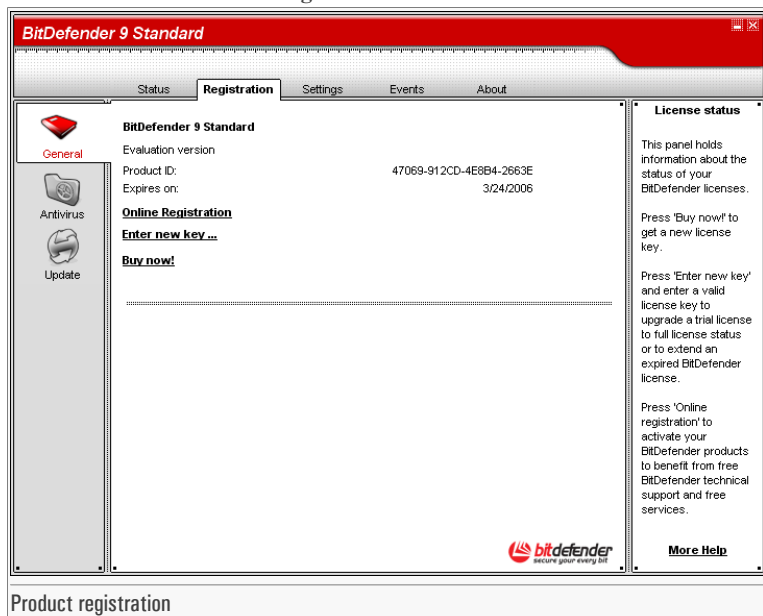 BitDefender 9 Standard
Status Registration Settings Events About
General
Antivirus
Update
BitDefender 9 Standard
Evaluation version
Product ID: 47069-912CD-4E8B4-2663E
Expires on: 3/24/2006
Online Registration
Enter new key ...
Buy now!
bitdefender
secure your every bit
License status
This panel holds
information about the
status of your
BitDefender licenses.
Press 'Buy now!' to
get a new license
key.
Press 'Enter new key'
and enter a valid
license key to
upgrade a trial license
to full license status
or to extend an
expired BitDefender
license.
Press 'Online
registration' to
activate your
BitDefender products
to benefit from free
BitDefender technical
support and free
services.
More Help
Product registration